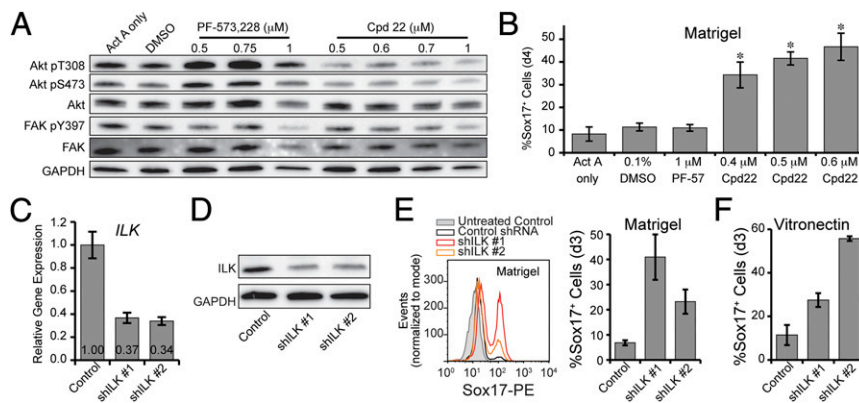 A
Act A only
DMSO
PF-573,228 (µM)
Cpd 22 (µM)
0.5 0.75 1 0.5 0.6 0.7 1
Akt pT308
Akt pS473
Akt
FAK pY397
FAK
GAPDH
B
Matrigel
%Sox17+ Cells (d4)
60
50
40
30
20
10
0
* * *
Act A only
0.1% DMSO
1 µM PF-57
0.4 µM Cpd22
0.5 µM Cpd22
0.6 µM Cpd22
C
ILK
Relative Gene Expression
1.2
1.0
0.8
0.6
0.4
0.2
0
1.00 0.37 0.34
Control
shILK #1
shILK #2
D
ILK
GAPDH
Control
shILK #1
shILK #2
E
Untreated Control
Control shRNA
shILK #1
shILK #2
Matrigel
Events
(normalized to mode)
300
200
100
0
10⁰ 10¹ 10² 10³ 10⁴
Sox17-PE
Matrigel
%Sox17+ Cells (d3)
50
40
30
20
10
0
Control
shILK #1
shILK #2
F
Vitronectin
%Sox17+ Cells (d3)
60
40
20
0
Control
shILK #1
shILK #2